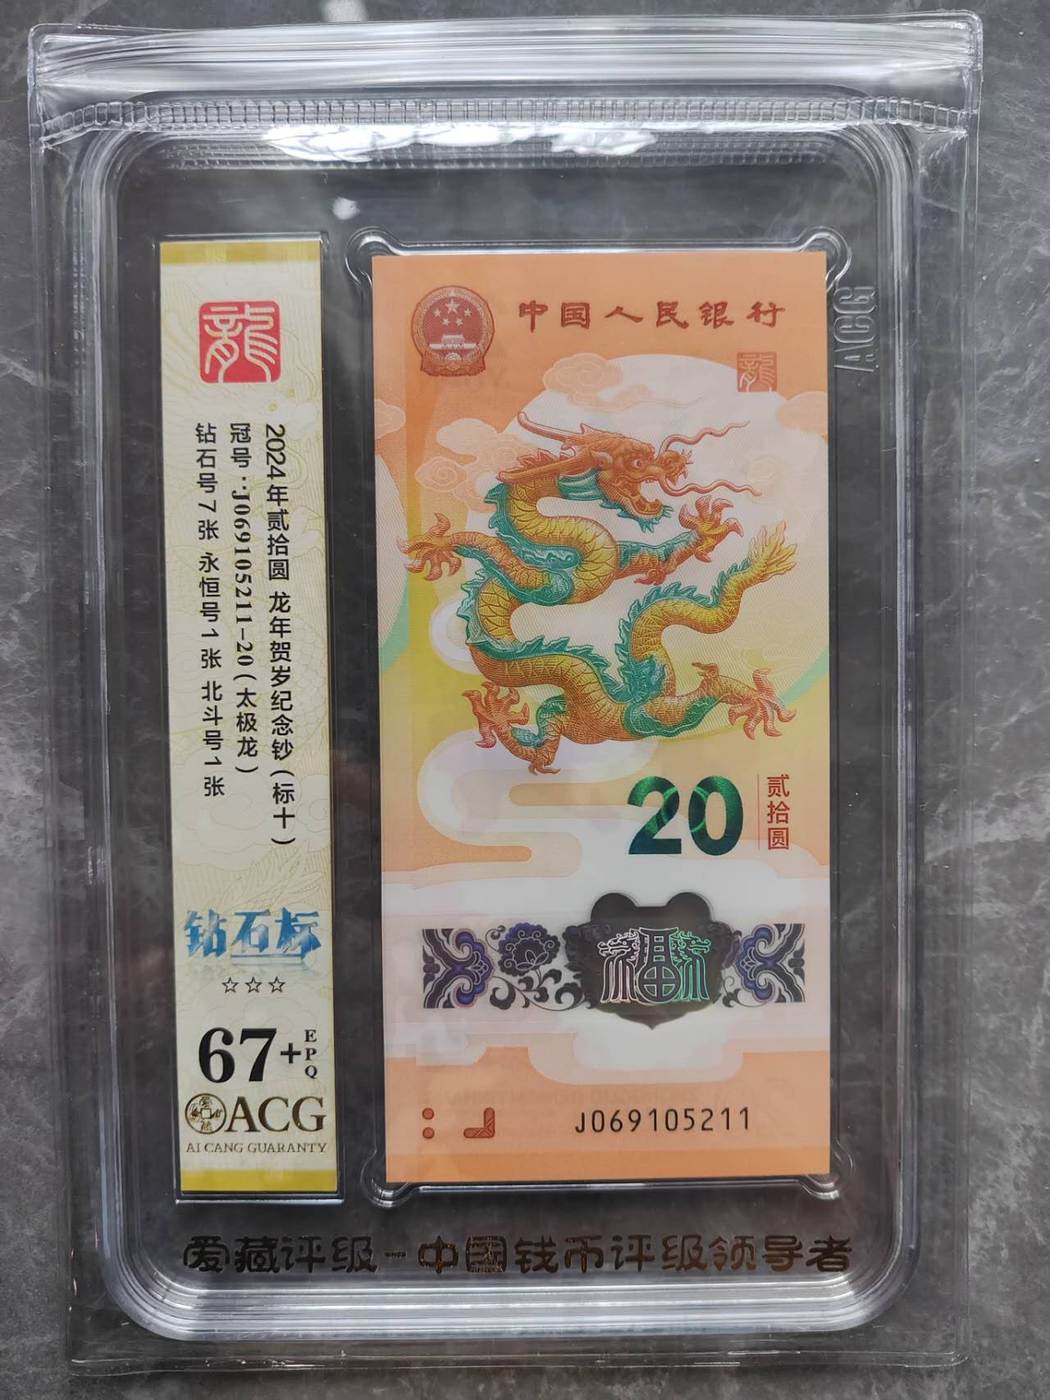 龍
2024年贰拾圆 龙年贺岁纪念钞(标十)
冠号:J069105211-20(太极龙)
钻石号7张 永恒号1张 北斗号1张
钻石标
☆☆☆
67+
EPQ
ACG
AI CANG GUARANTY
中国人民银行
龍
20
贰拾圆
福
J069105211
ACG
爱藏评级-中国钱币评级领导者